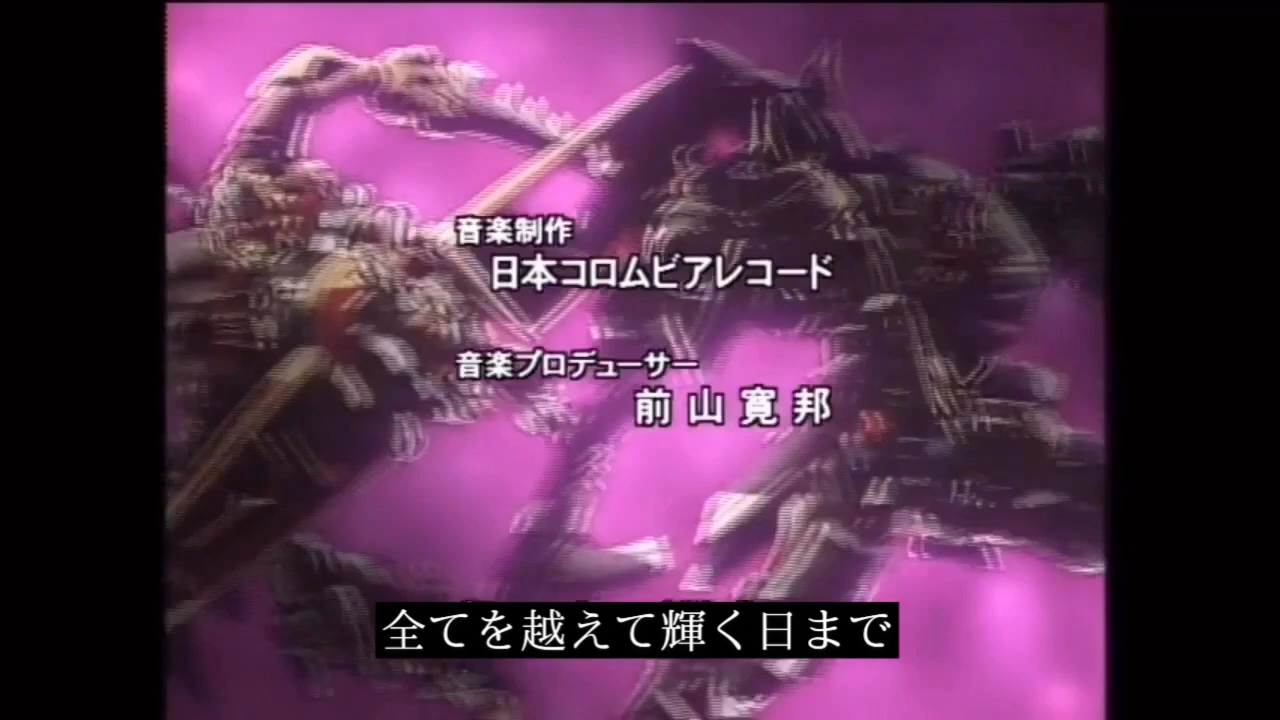 音楽制作
日本コロムビアレコード
音楽プロデューサー
前山寛邦
全てを越えて輝く日まで